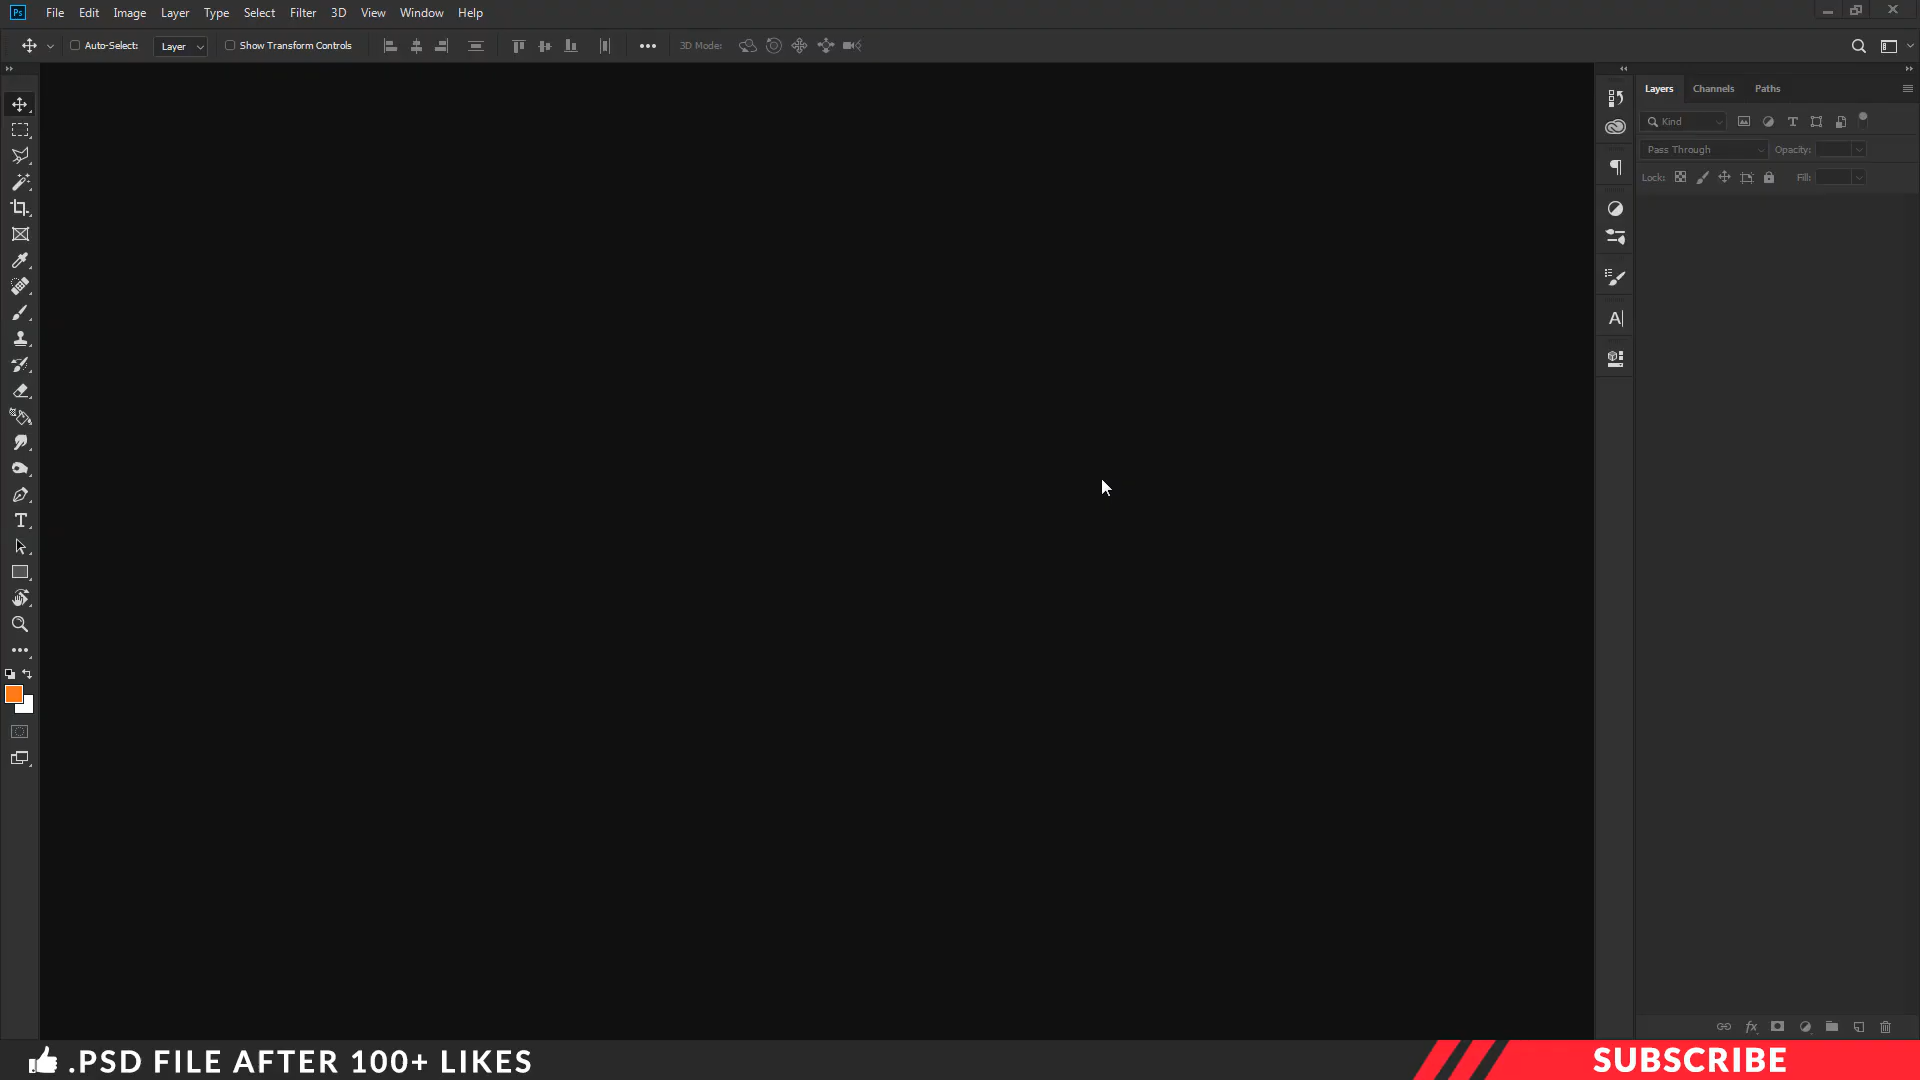 Ps File Edit Image Layer Type Select Filter 3D View Window Help
Auto-Select: Layer Show Transform Controls 3D Mode:
Layers Channels Paths
Kind
Pass Through Opacity:
Lock: Fill:
.PSD FILE AFTER 100+ LIKES
SUBSCRIBE